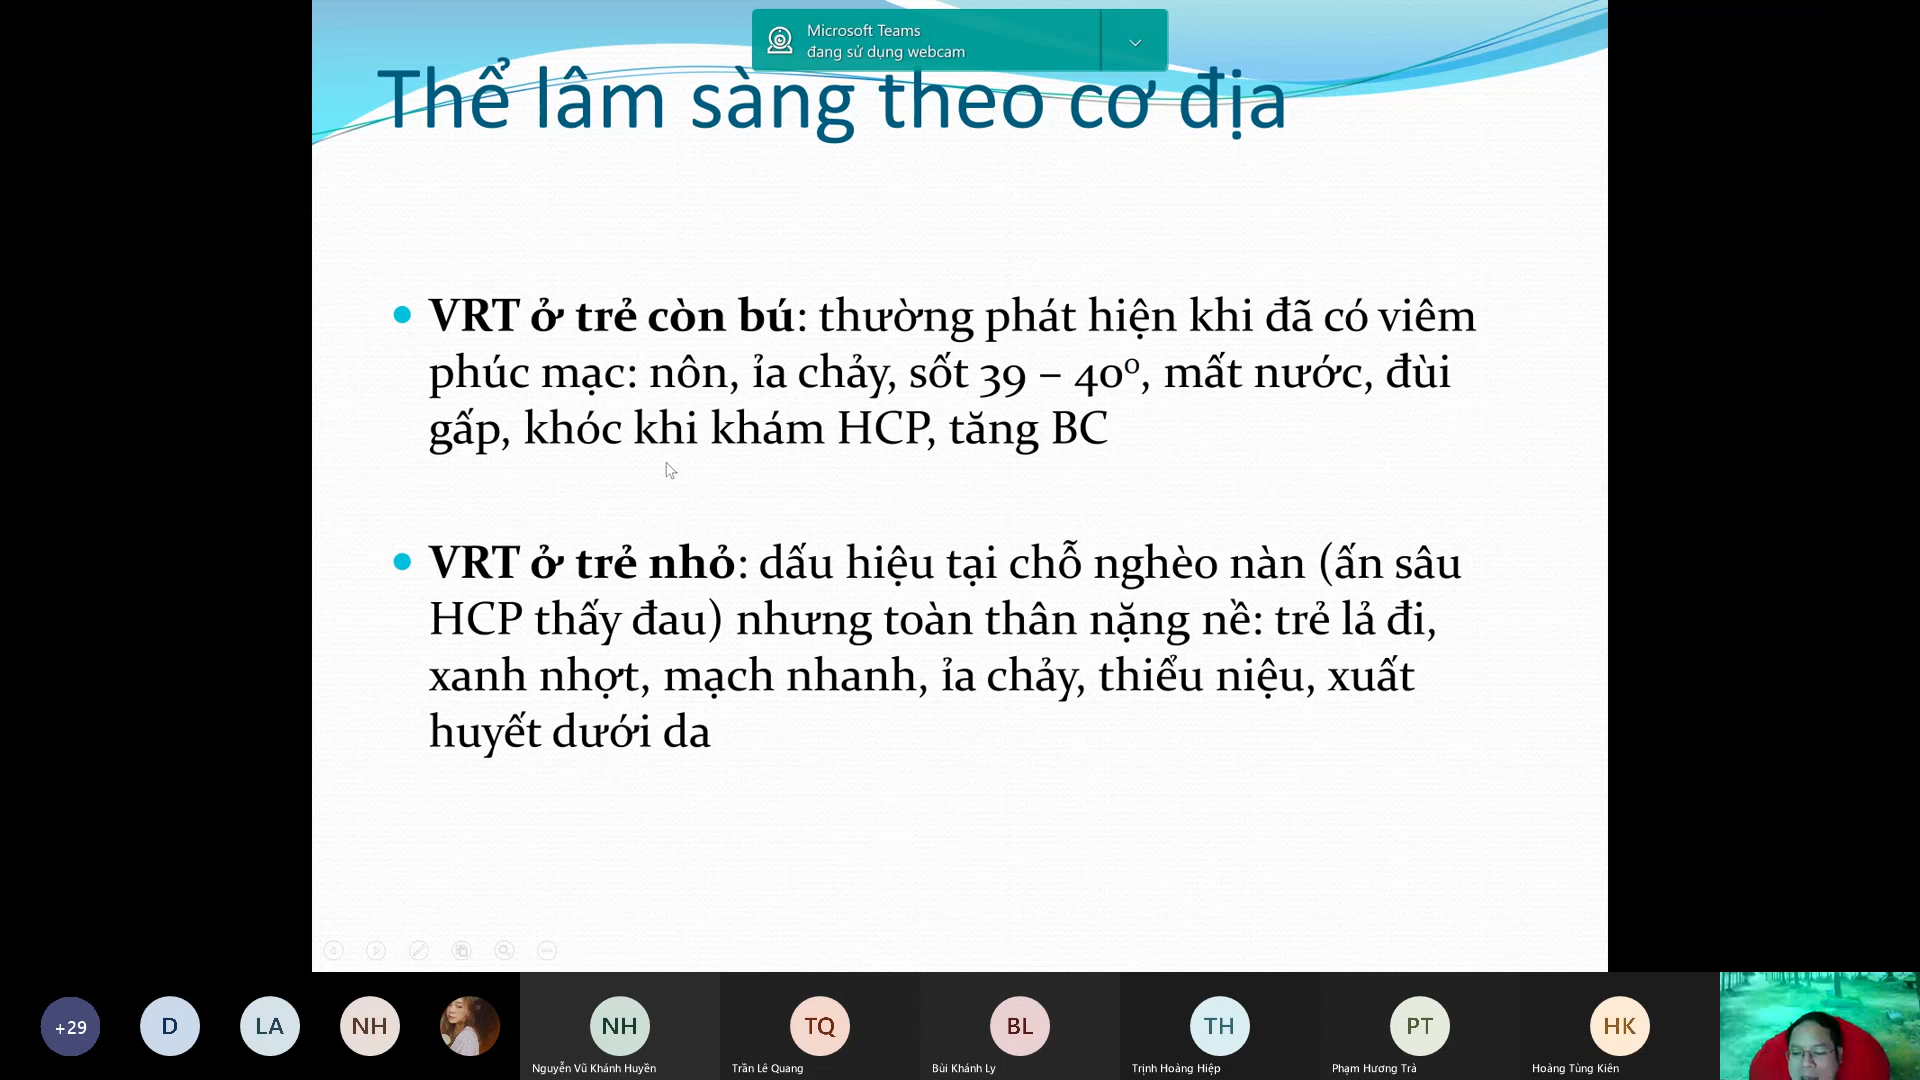 Microsoft Teams
đang sử dụng webcam
Thể lâm sàng theo cơ địa
• VRT ở trẻ còn bú: thường phát hiện khi đã có viêm
phúc mạc: nôn, ỉa chảy, sốt 39 – 40⁰, mất nước, đùi
gấp, khóc khi khám HCP, tăng BC
• VRT ở trẻ nhỏ: dấu hiệu tại chỗ nghèo nàn (ấn sâu
HCP thấy đau) nhưng toàn thân nặng nề: trẻ lả đi,
xanh nhợt, mạch nhanh, ỉa chảy, thiểu niệu, xuất
huyết dưới da
+29 D LA NH NH TQ BL TH PT HK
Nguyễn Vũ Khánh Huyền Trần Lê Quang Bùi Khánh Ly Trịnh Hoàng Hiệp Phạm Hương Trà Hoàng Tùng Kiên